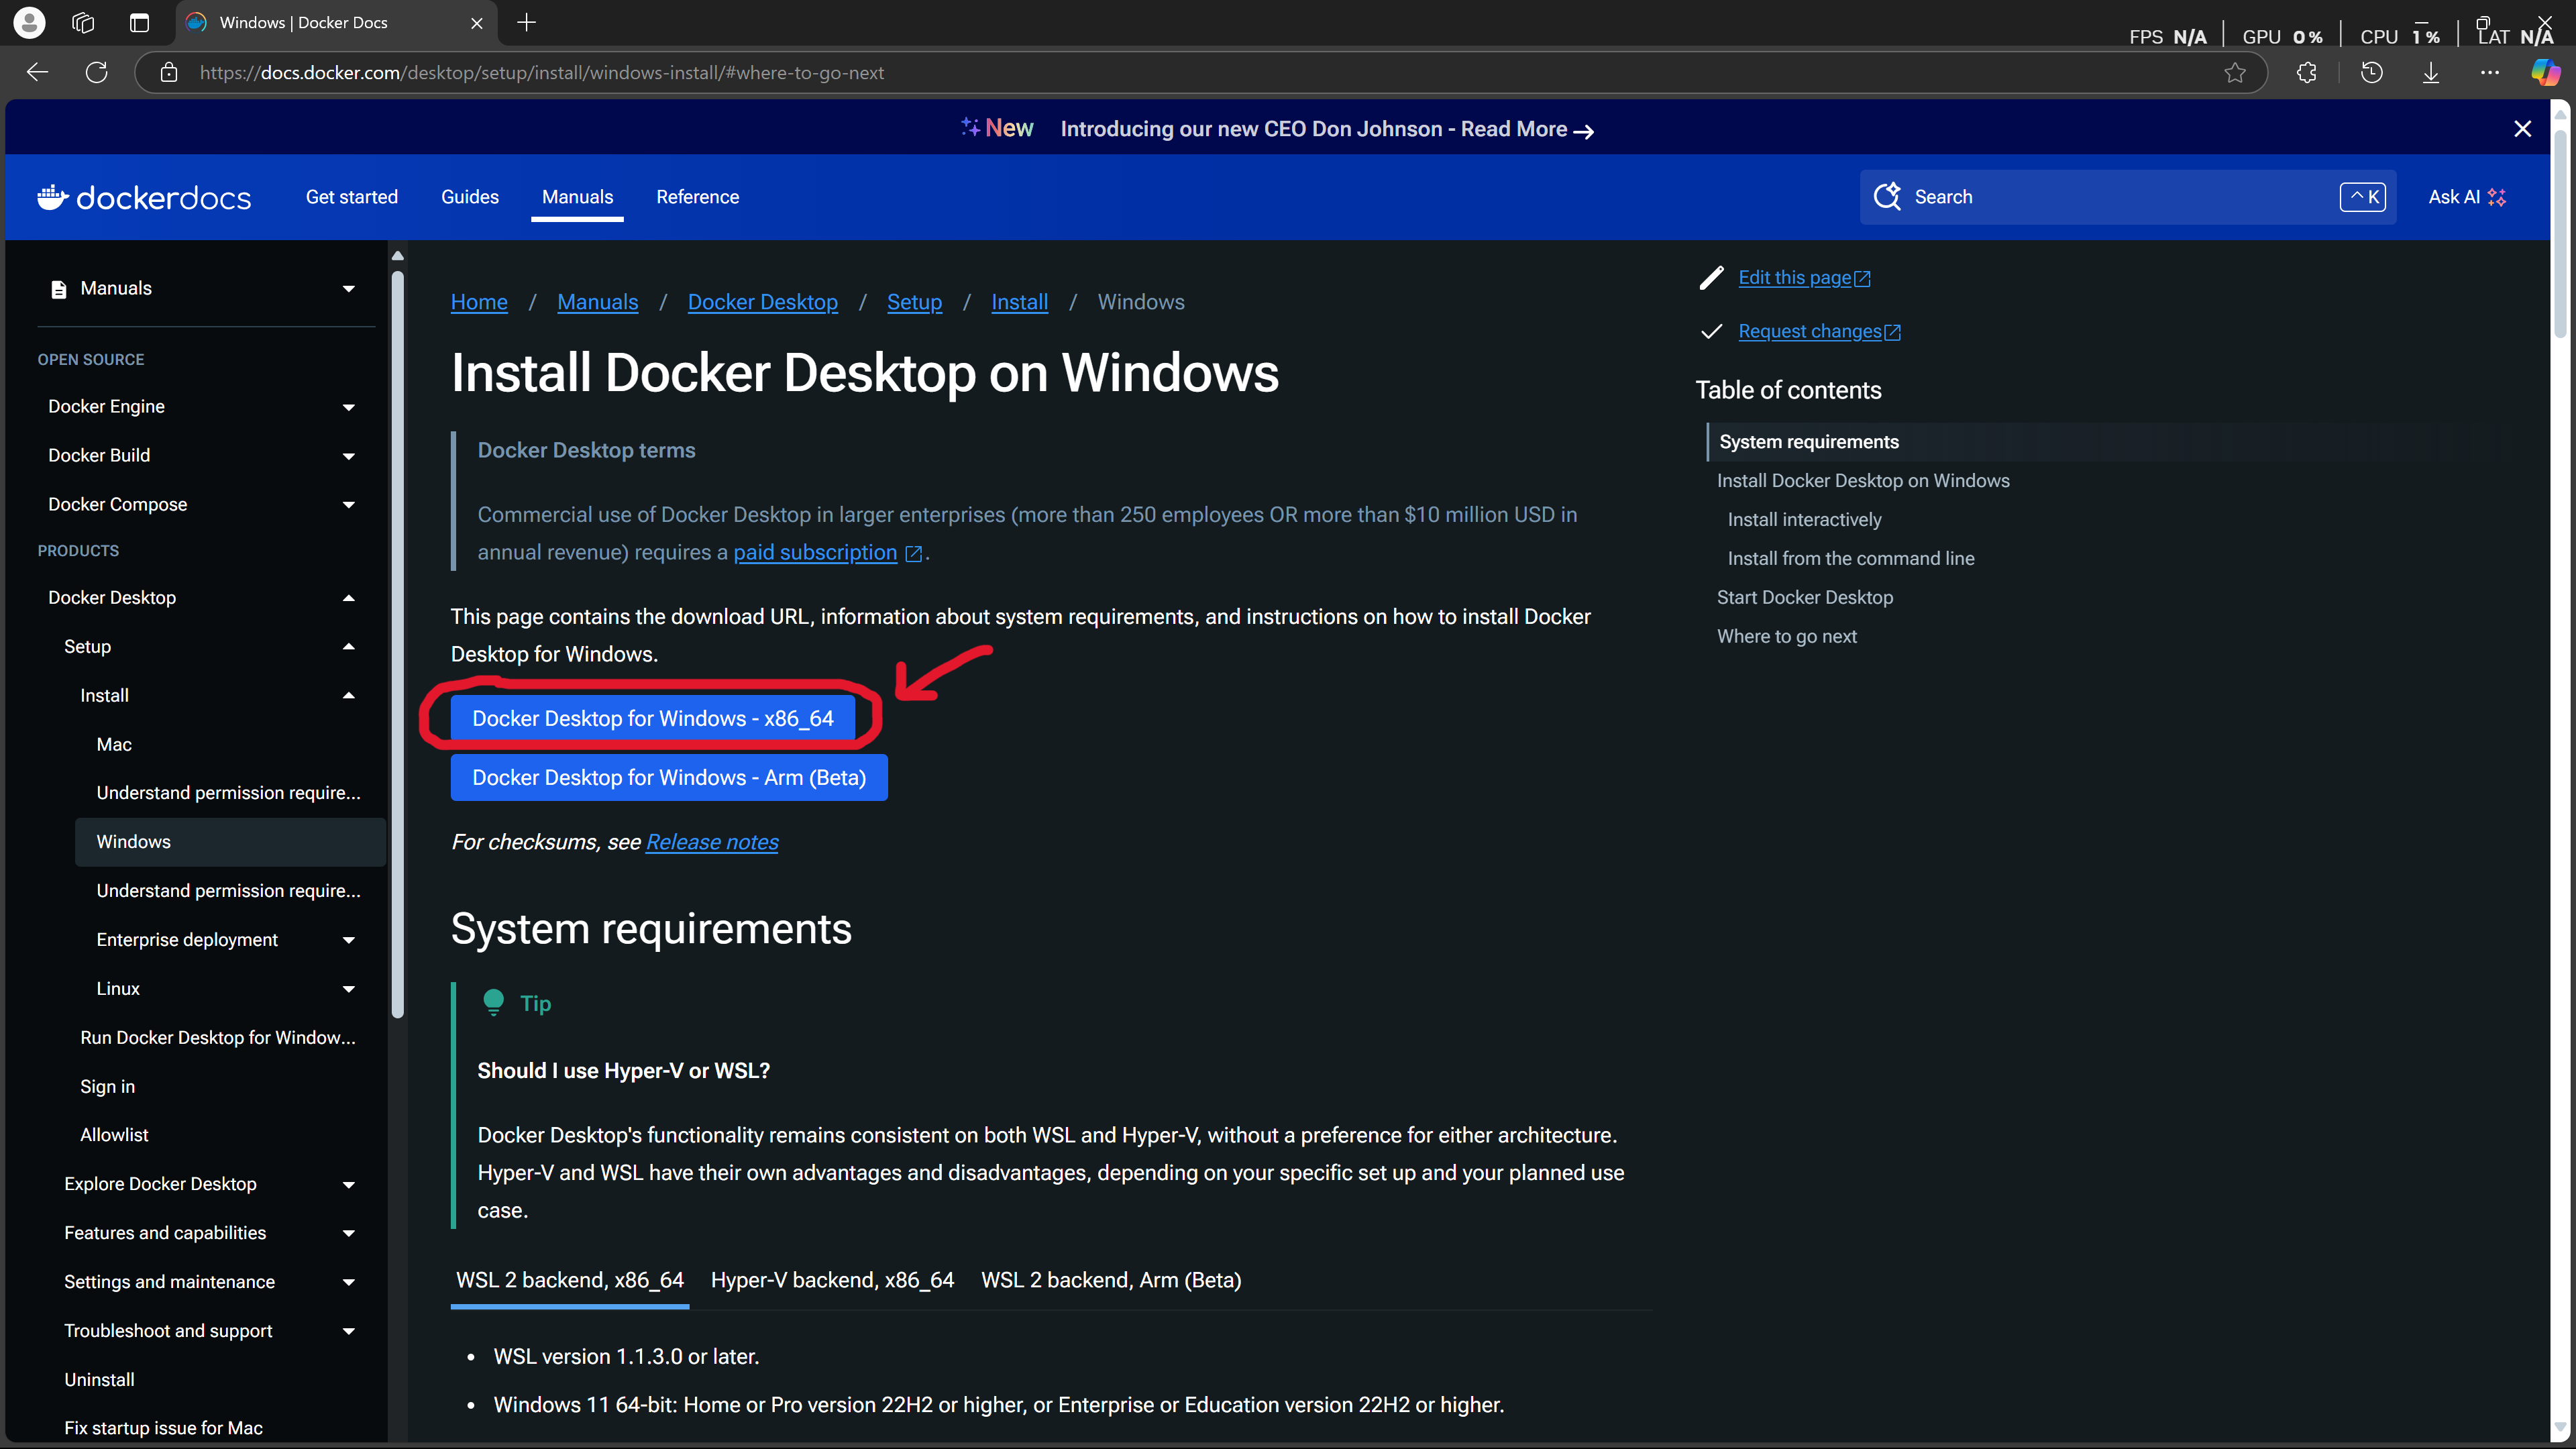 Windows | Docker Docs
FPS N/A | GPU 0% | CPU 1% | LAT N/A
https://docs.docker.com/desktop/setup/install/windows-install/#where-to-go-next
New Introducing our new CEO Don Johnson - Read More →
dockerdocs
Get started
Guides
Manuals
Reference
Search
^ K
Ask AI
Manuals
OPEN SOURCE
Docker Engine
Docker Build
Docker Compose
PRODUCTS
Docker Desktop
Setup
Install
Mac
Understand permission require...
Windows
Understand permission require...
Enterprise deployment
Linux
Run Docker Desktop for Window...
Sign in
Allowlist
Explore Docker Desktop
Features and capabilities
Settings and maintenance
Troubleshoot and support
Uninstall
Fix startup issue for Mac
Home / Manuals / Docker Desktop / Setup / Install / Windows
Install Docker Desktop on Windows
Docker Desktop terms
Commercial use of Docker Desktop in larger enterprises (more than 250 employees OR more than $10 million USD in
annual revenue) requires a paid subscription.
This page contains the download URL, information about system requirements, and instructions on how to install Docker
Desktop for Windows.
Docker Desktop for Windows - x86_64
Docker Desktop for Windows - Arm (Beta)
For checksums, see Release notes
System requirements
Tip
Should I use Hyper-V or WSL?
Docker Desktop's functionality remains consistent on both WSL and Hyper-V, without a preference for either architecture.
Hyper-V and WSL have their own advantages and disadvantages, depending on your specific set up and your planned use
case.
WSL 2 backend, x86_64
Hyper-V backend, x86_64
WSL 2 backend, Arm (Beta)
• WSL version 1.1.3.0 or later.
• Windows 11 64-bit: Home or Pro version 22H2 or higher, or Enterprise or Education version 22H2 or higher.
Edit this page
Request changes
Table of contents
System requirements
Install Docker Desktop on Windows
Install interactively
Install from the command line
Start Docker Desktop
Where to go next